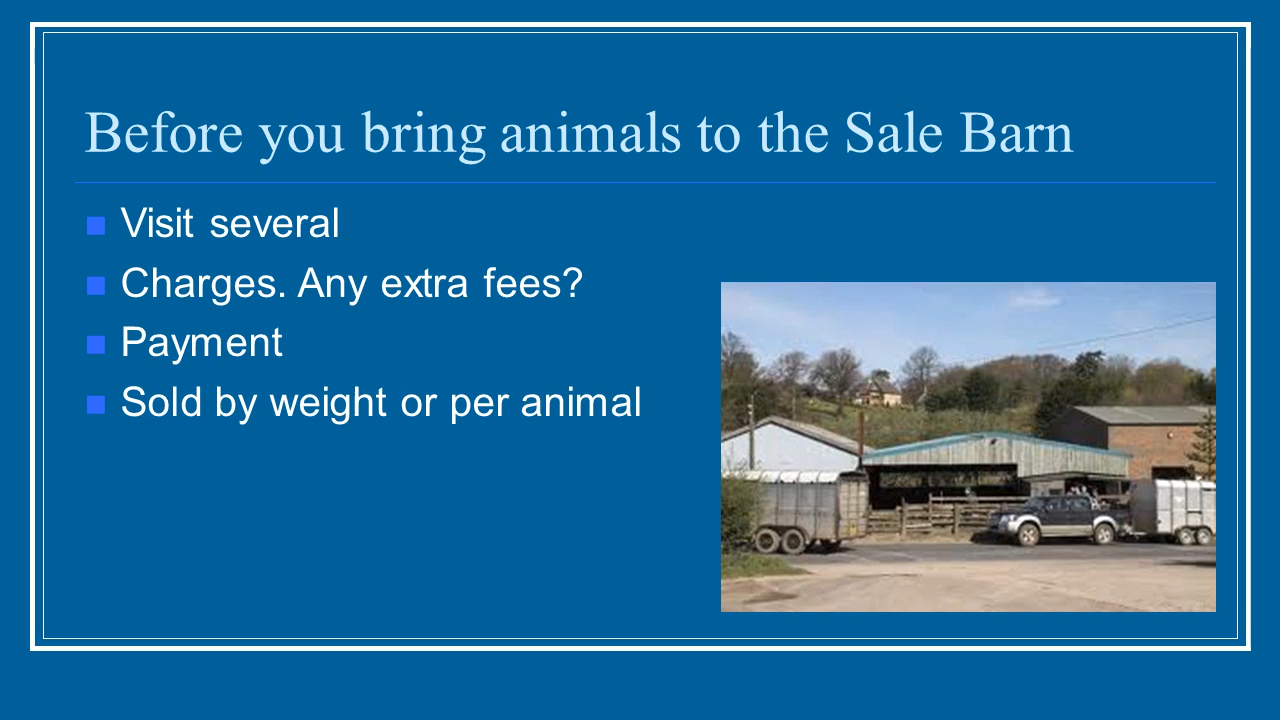 Before you bring animals to the Sale Barn
Visit several
Charges. Any extra fees?
Payment
Sold by weight or per animal